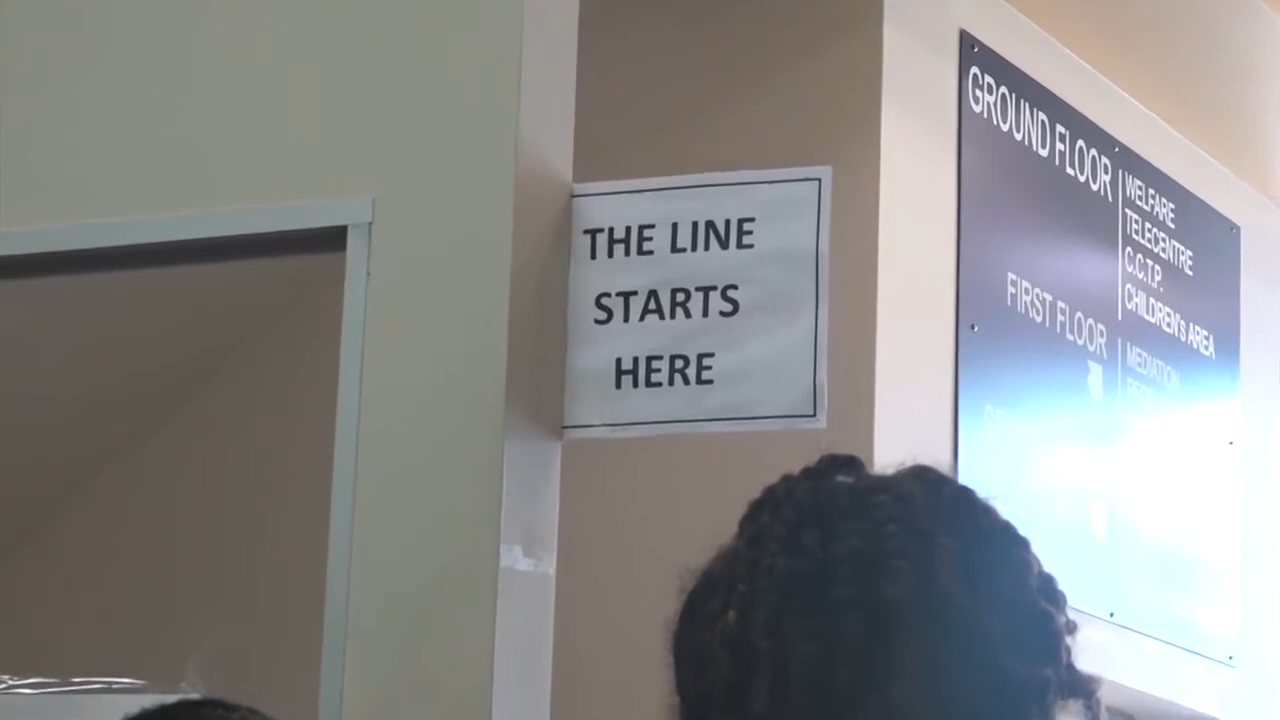 THE LINE
STARTS
HERE
GROUND FLOOR
WELFARE
TELECENTRE
C.C.T.P.
CHILDREN's AREA
FIRST FLOOR
MEDIATION